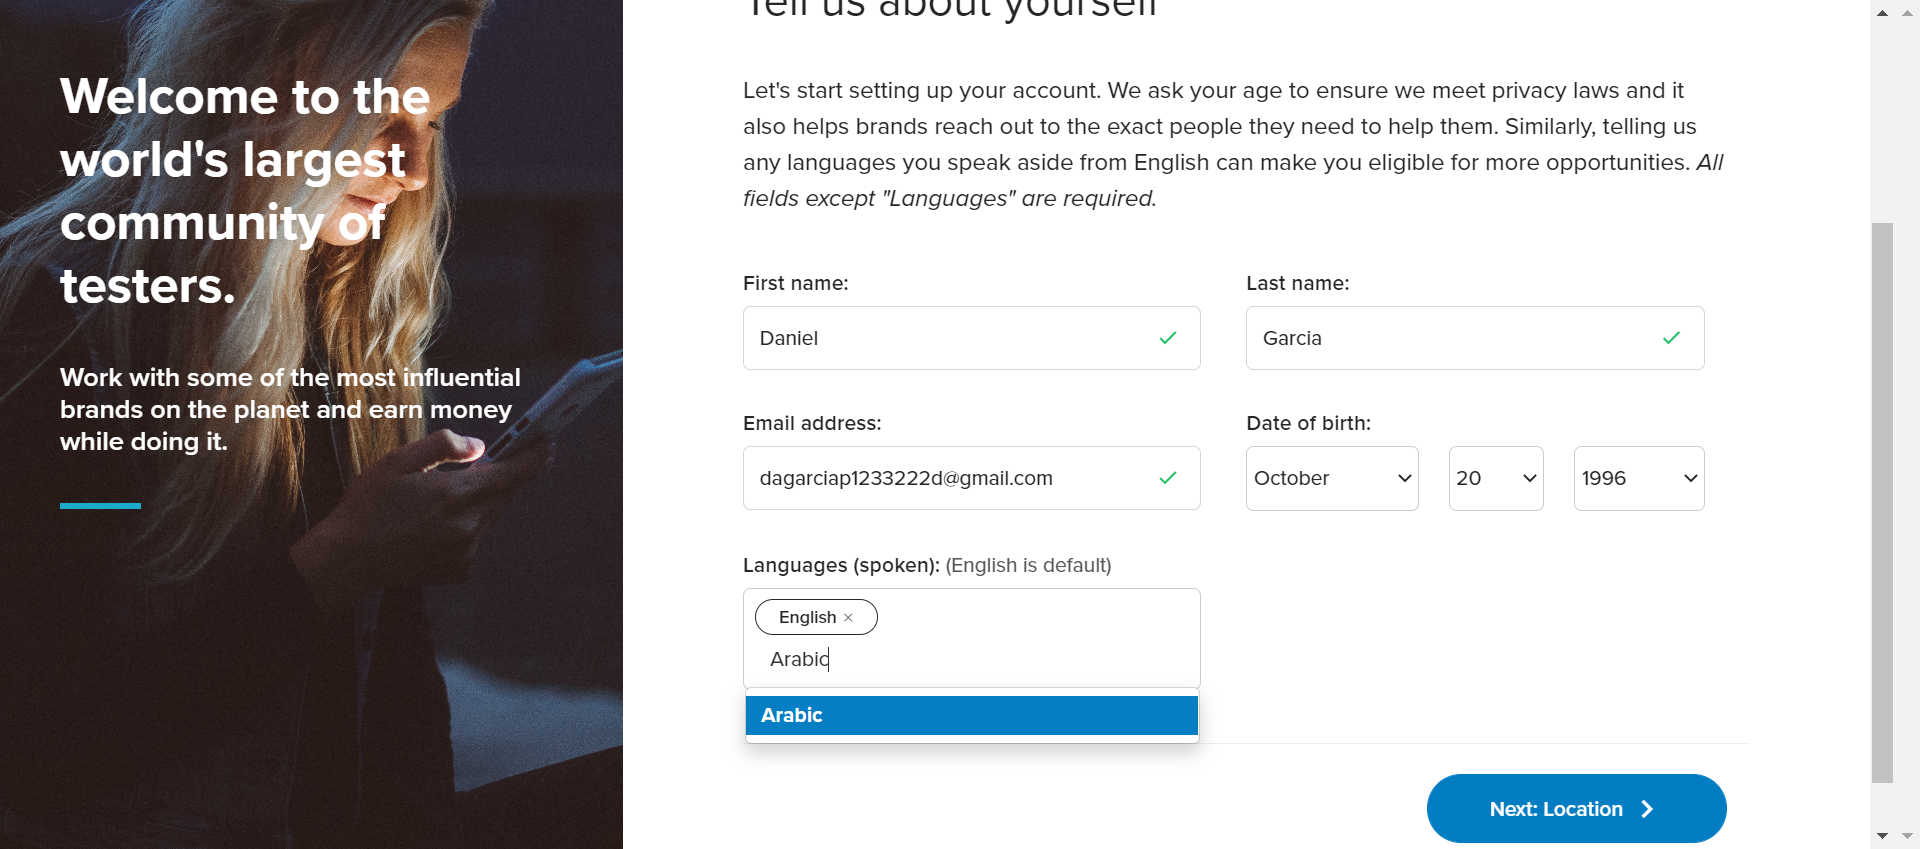 Welcome to the
world's largest
community of
testers.
Work with some of the most influential
brands on the planet and earn money
while doing it.
Tell us about yourself
Let's start setting up your account. We ask your age to ensure we meet privacy laws and it
also helps brands reach out to the exact people they need to help them. Similarly, telling us
any languages you speak aside from English can make you eligible for more opportunities. All
fields except "Languages" are required.
First name:
Last name:
Daniel
Garcia
Email address:
Date of birth:
dagarciap1233222d@gmail.com
October
20
1996
Languages (spoken): (English is default)
English ×
Arabic
Arabic
Next: Location